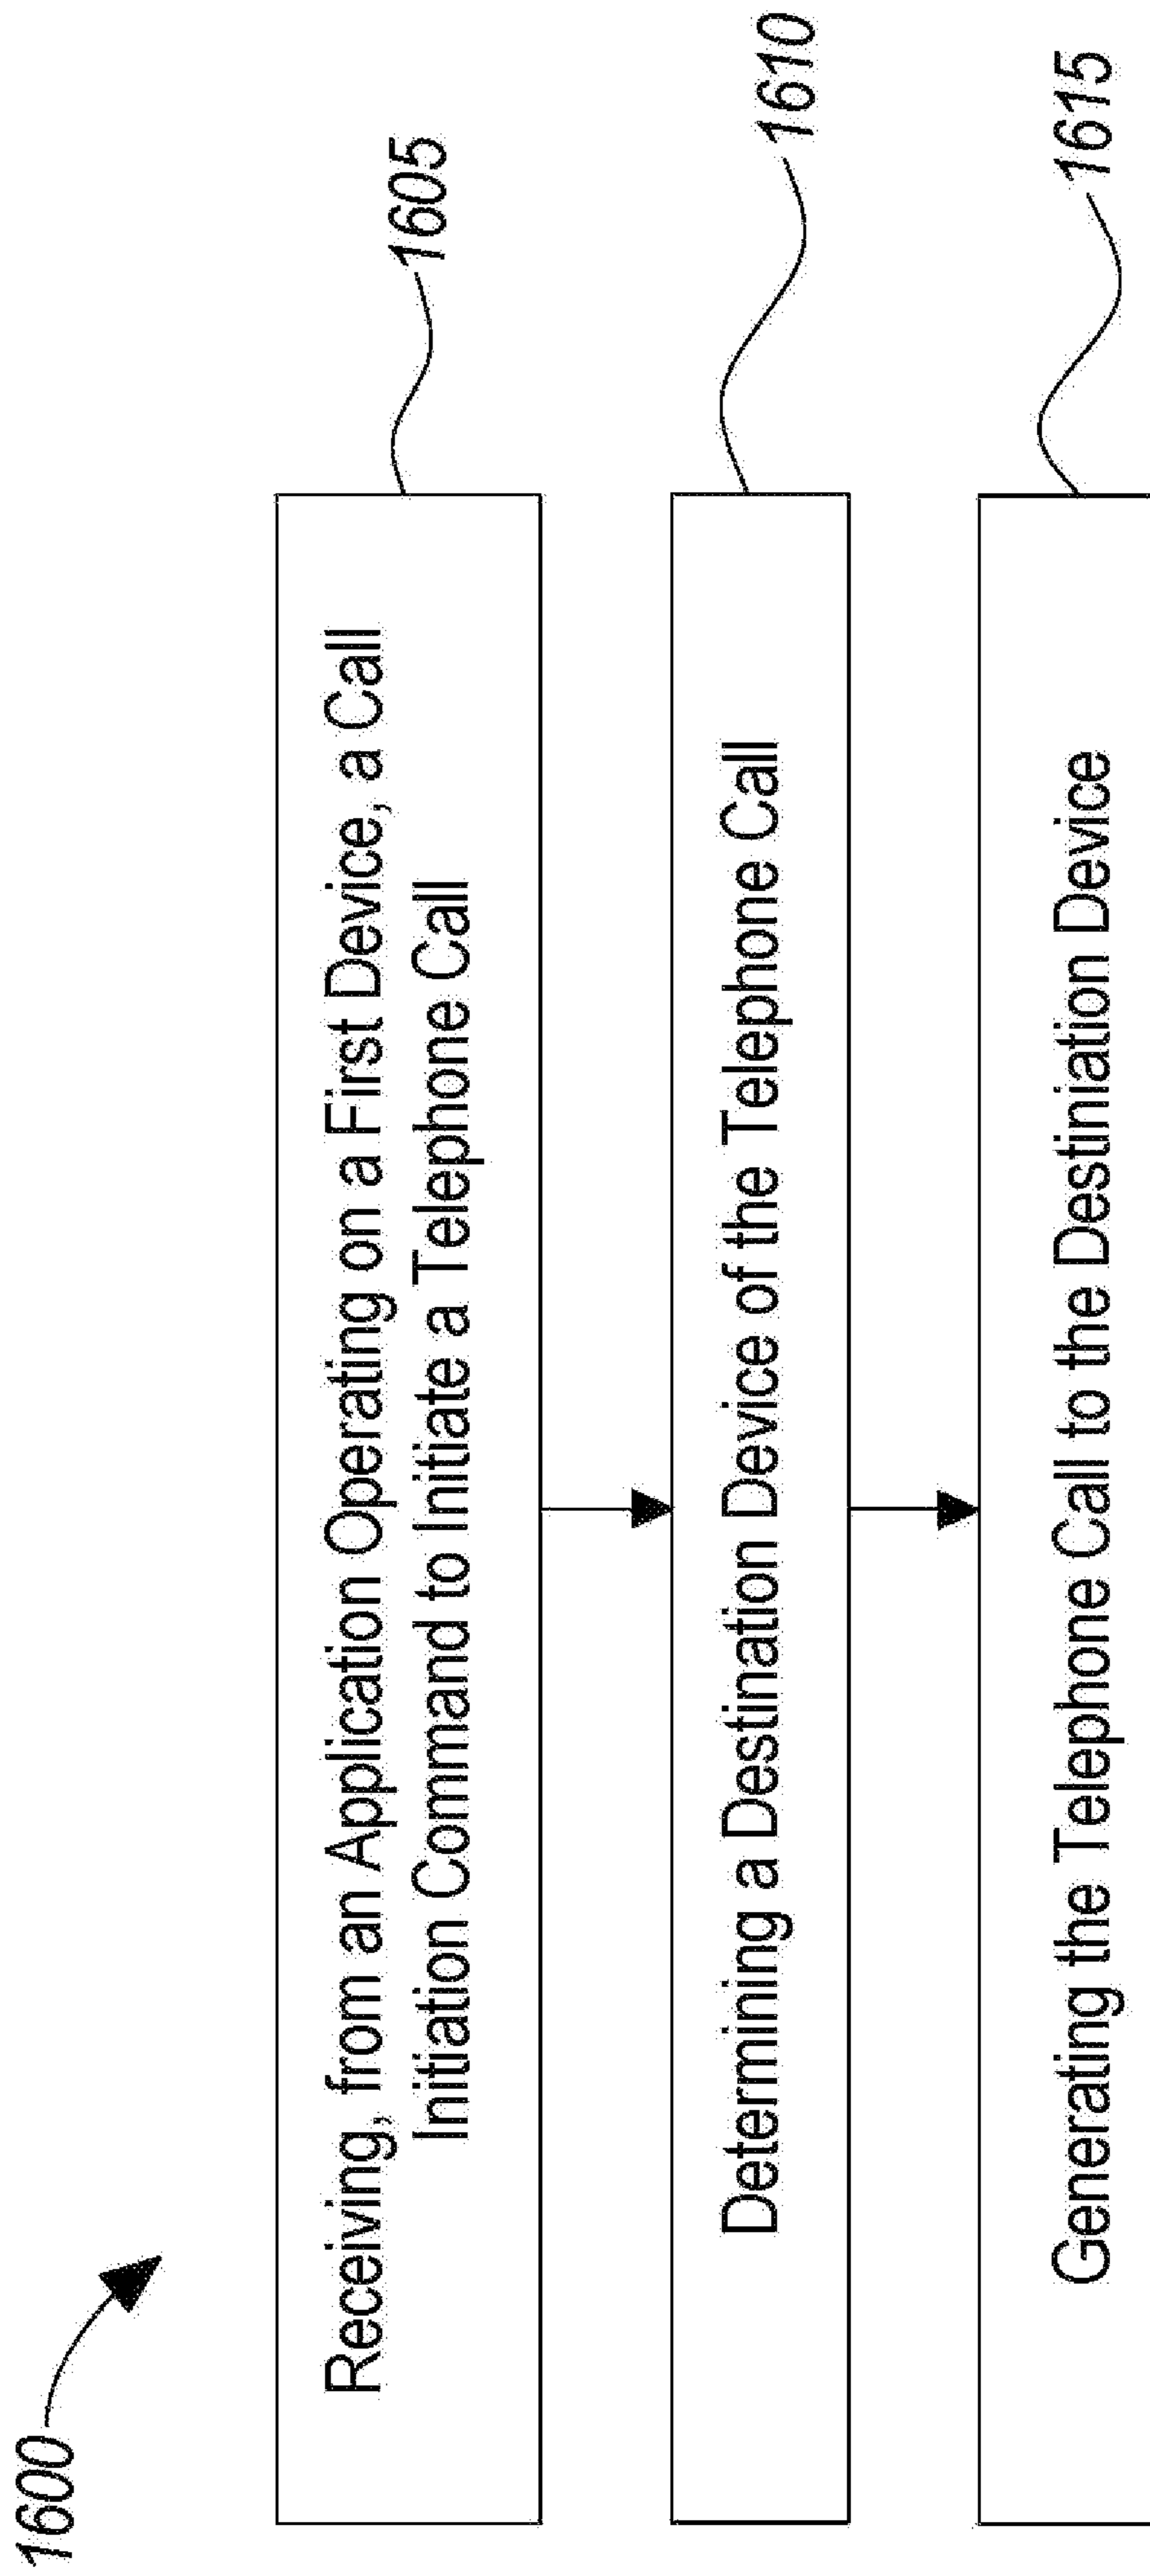 1600
Receiving, from an Application Operating on a First Device, a Call
Initiation Command to Initiate a Telephone Call
1605
Determining a Destination Device of the Telephone Call
1610
Generating the Telephone Call to the Destiniation Device
1615